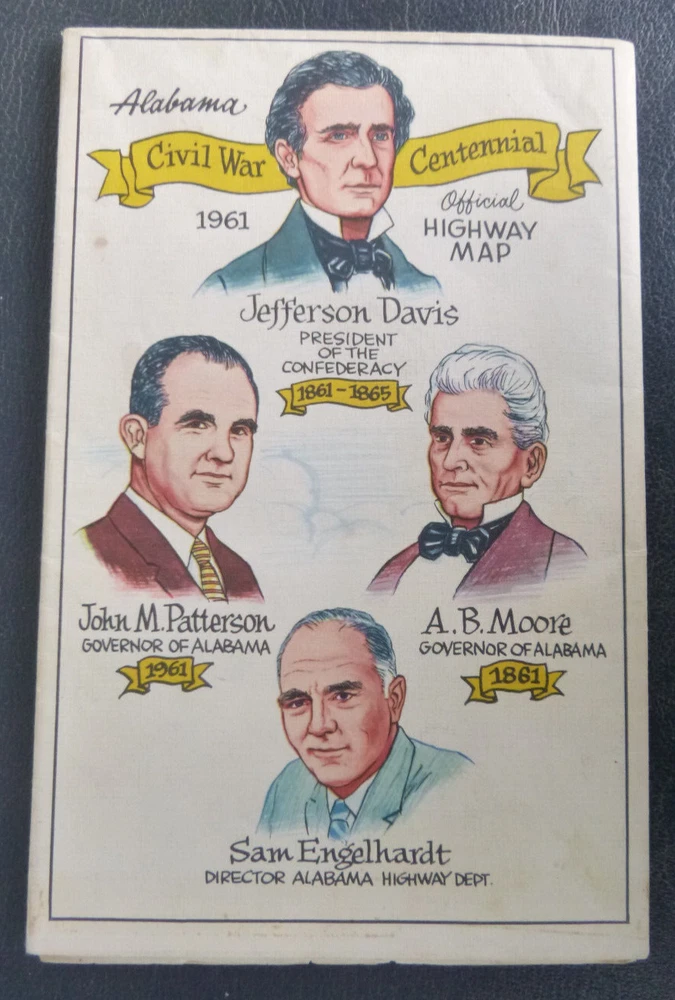 Alabama
Civil War Centennial
1961
Official
HIGHWAY
MAP
Jefferson Davis
PRESIDENT
OF THE
CONFEDERACY
1861-1865
John M. Patterson
GOVERNOR OF ALABAMA
1961
A. B. Moore
GOVERNOR OF ALABAMA
1861
Sam Engelhardt
DIRECTOR ALABAMA HIGHWAY DEPT.